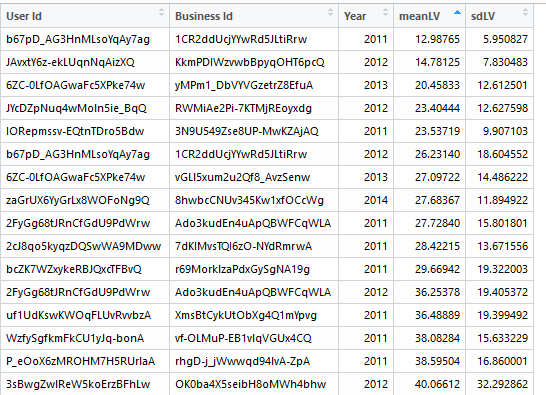 User Id Business Id Year meanLV sdLV
b67pD_AG3HnMLsoYqAy7ag 1CR2ddUcjYYwRd5JLtiRrw 2011 12.98765 5.950827
JAvxtY6z-ekLUqnNqAizXQ KkmPDIWzvwbBpyqOHT6pcQ 2012 14.78125 7.830483
6ZC-0LfOAGwaFc5XPke74w yMPm1_DbVYVGzetrZ8EfuA 2013 20.45833 12.612501
JYcDZpNuq4wMoIn5ie_BqQ RWMiAe2Pi-7KTMjREoyxdg 2012 23.40444 12.627598
IORepmssv-EQtnTDro5Bdw 3N9U549Zse8UP-MwKZAjAQ 2011 23.53719 9.907103
b67pD_AG3HnMLsoYqAy7ag 1CR2ddUcjYYwRd5JLtiRrw 2012 26.23140 18.604552
6ZC-0LfOAGwaFc5XPke74w vGLI5xum2u2Qf8_AvzSenw 2013 27.09722 14.486222
zaGrUX6YyGrLx8WOFoNg9Q 8hwbcCNUv345Kw1xfOCcWg 2014 27.68367 11.894922
2FyGg68tJRnCfGdU9PdWrw Ado3kudEn4uApQBWFCqWLA 2011 27.72840 15.801801
2cJ8qo5kyqzDQSwWA9MDww 7dKIMvsTQI6zO-NYdRmrwA 2011 28.42215 13.671556
bcZK7WZxykeRBJQxcTFBvQ r69MorkIzaPdxGySgNA19g 2011 29.66942 19.322003
2FyGg68tJRnCfGdU9PdWrw Ado3kudEn4uApQBWFCqWLA 2012 36.25378 19.405372
uf1UdKswKWOqFLUvRvvbzA XmsBtCykUtObXg4Q1mYpvg 2011 36.48889 19.399492
WzfySgfkmFkCU1yJq-bonA vf-OLMuP-EB1vIqVGUx4CQ 2011 38.08284 15.633229
P_eOoX6zMROHM7H5RUrIaA rhgD-j_jWwwqd94IvA-ZpA 2011 38.59504 16.860001
3sBwgZwIReW5koErzBFhLw OK0ba4X5seibH8oMWh4bhw 2012 40.06612 32.292862